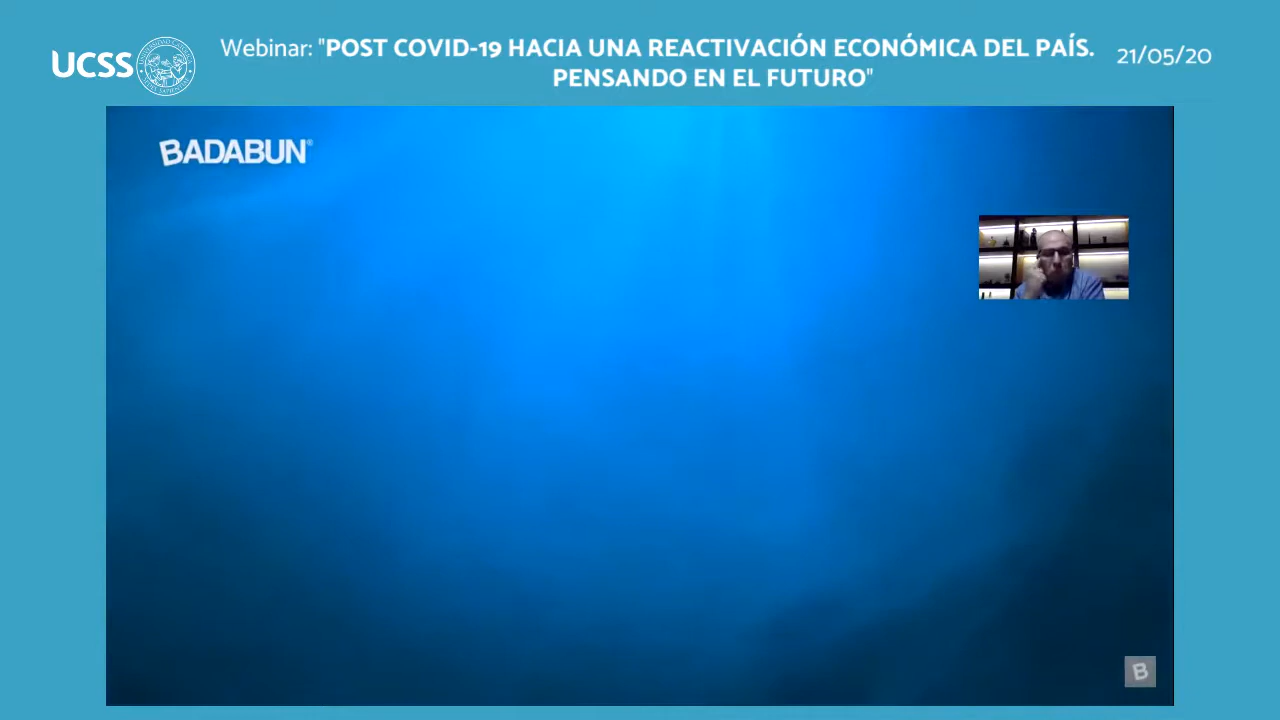 UCSS
Webinar: "POST COVID-19 HACIA UNA REACTIVACIÓN ECONÓMICA DEL PAÍS.
PENSANDO EN EL FUTURO"
21/05/20
BADABUN®
B